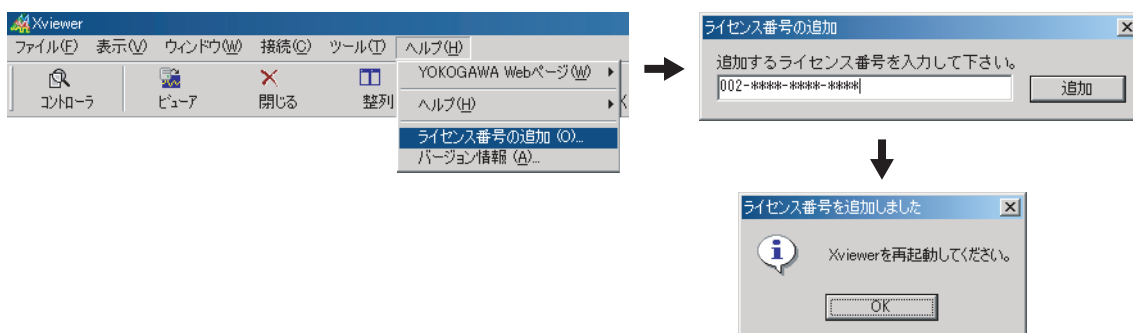 Xviewer
ファイル(F) 表示(V) ウィンドウ(W) 接続(C) ツール(T) ヘルプ(H)
コントローラ ビューア 閉じる 整列
YOKOGAWA Webページ(W)
ヘルプ(H)
ライセンス番号の追加 (O)...
バージョン情報 (A)...
ライセンス番号の追加
追加するライセンス番号を入力して下さい。
002-****-****-****
追加
ライセンス番号を追加しました
Xviewerを再起動してください。
OK